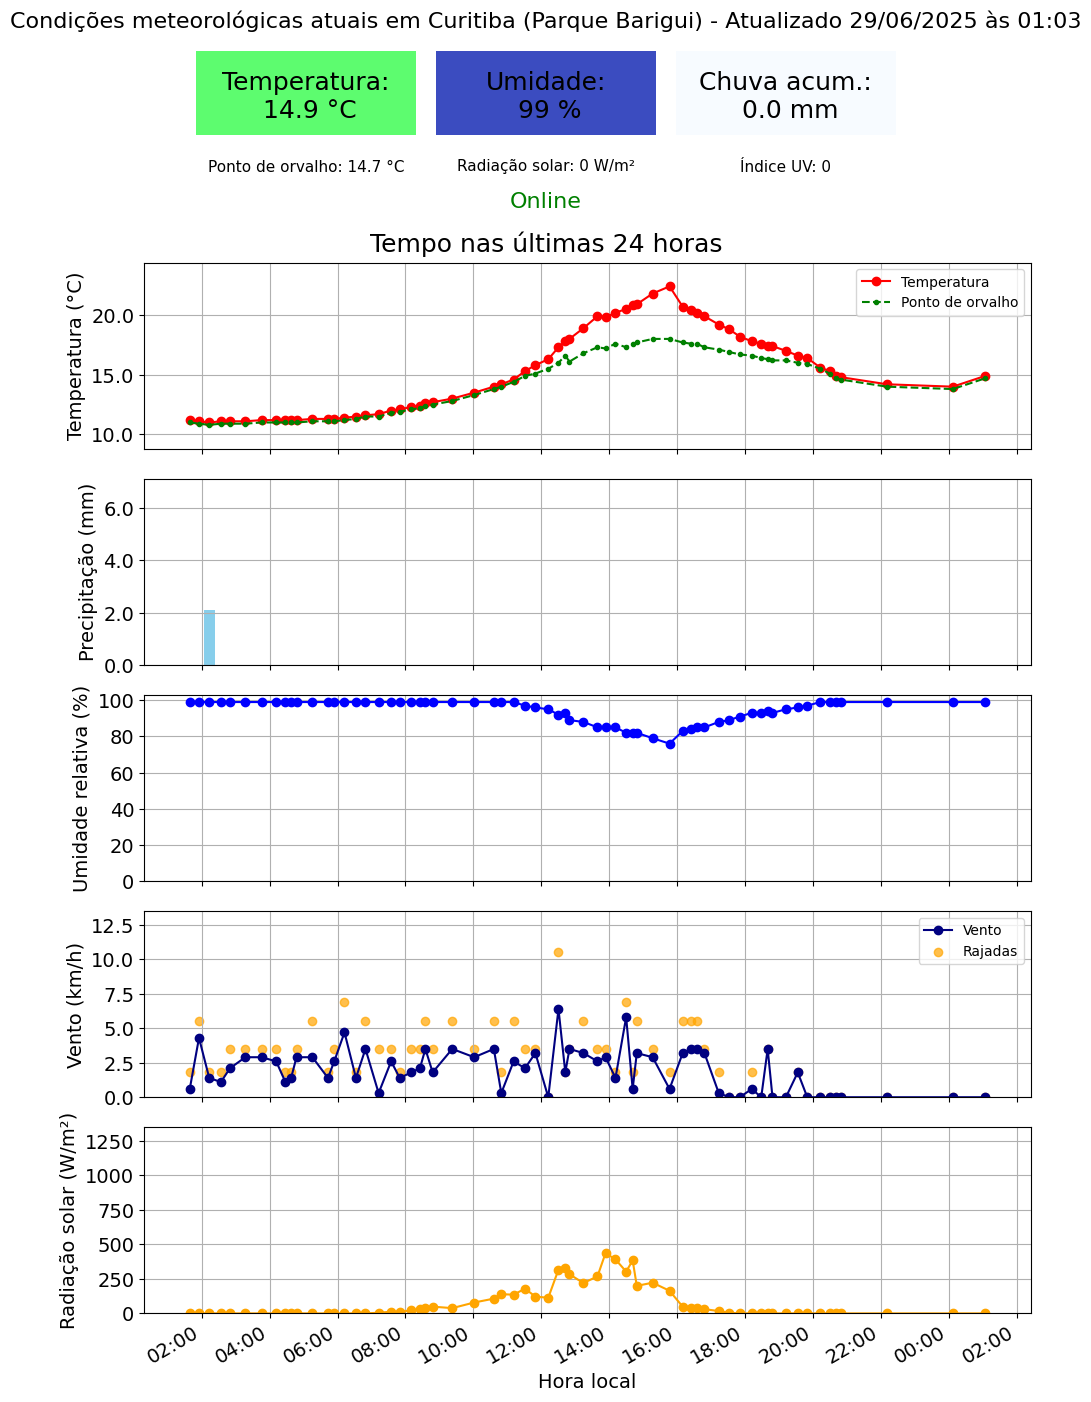 Condições meteorológicas atuais em Curitiba (Parque Barigui) - Atualizado 29/06/2025 às 01:03
Temperatura:
14.9 °C
Umidade:
99 %
Chuva acum.:
0.0 mm
Ponto de orvalho: 14.7 °C
Radiação solar: 0 W/m²
Índice UV: 0
Online
Tempo nas últimas 24 horas
Temperatura (°C)
20.0
15.0
10.0
Temperatura
Ponto de orvalho
Precipitação (mm)
6.0
4.0
2.0
0.0
Umidade relativa (%)
100
80
60
40
20
0
Vento (km/h)
12.5
10.0
7.5
5.0
2.5
0.0
Vento
Rajadas
Radiação solar (W/m²)
1250
1000
750
500
250
0
02:00 04:00 06:00 08:00 10:00 12:00 14:00 16:00 18:00 20:00 22:00 00:00 02:00
Hora local